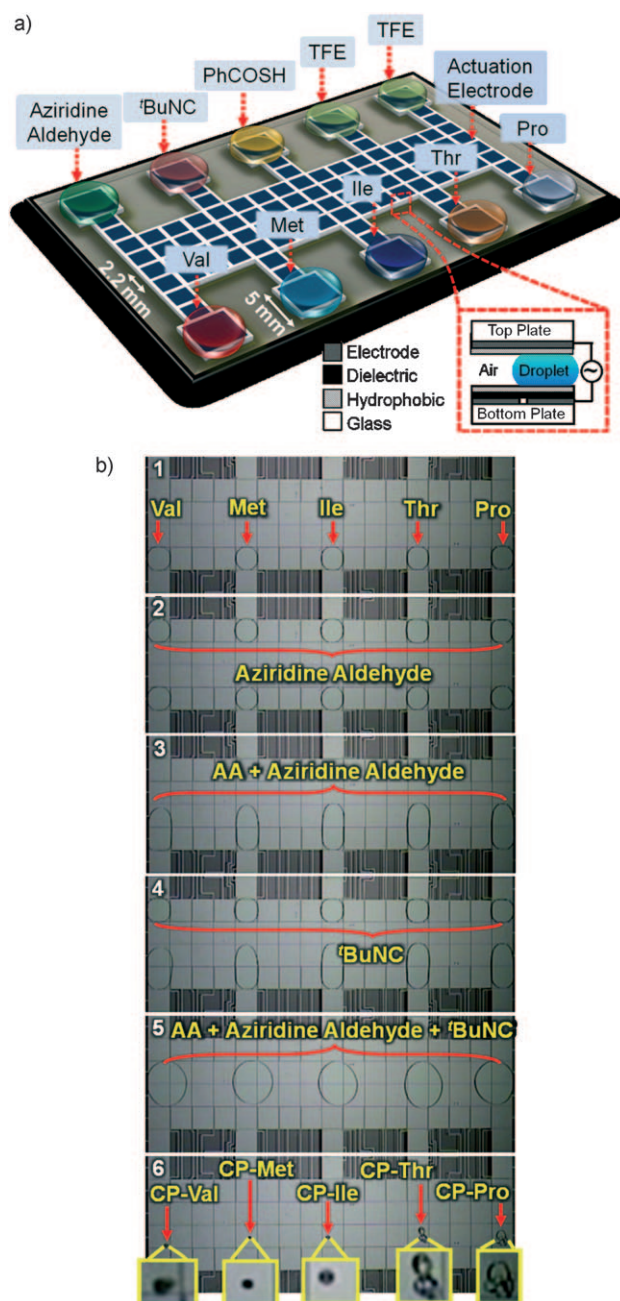 a)
TFE
TFE
PhCOSH
Actuation
Electrode
ᵗBuNC
Aziridine
Aldehyde
Pro
Thr
Ile
Met
Val
2.2 mm
5 mm
Top Plate
Air
Droplet
~
Bottom Plate
Electrode
Dielectric
Hydrophobic
Glass
b)
1
Val Met Ile Thr Pro
2
Aziridine Aldehyde
3
AA + Aziridine Aldehyde
4
ᵗBuNC
5
AA + Aziridine Aldehyde + ᵗBuNC
6
CP-Val CP-Met CP-Ile CP-Thr CP-Pro